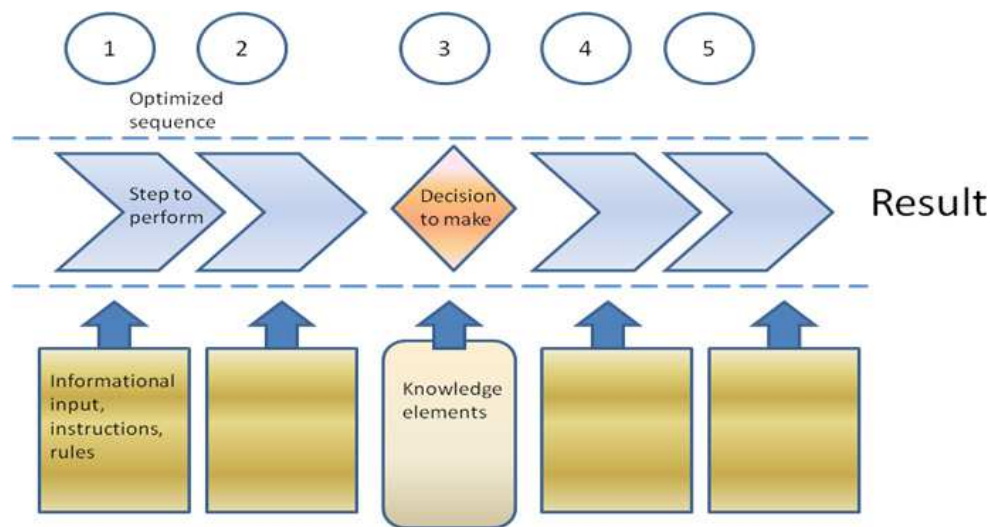 1
2
3
4
5
Optimized
sequence
Step to
perform
Decision
to make
Result
Informational
input,
instructions,
rules
Knowledge
elements